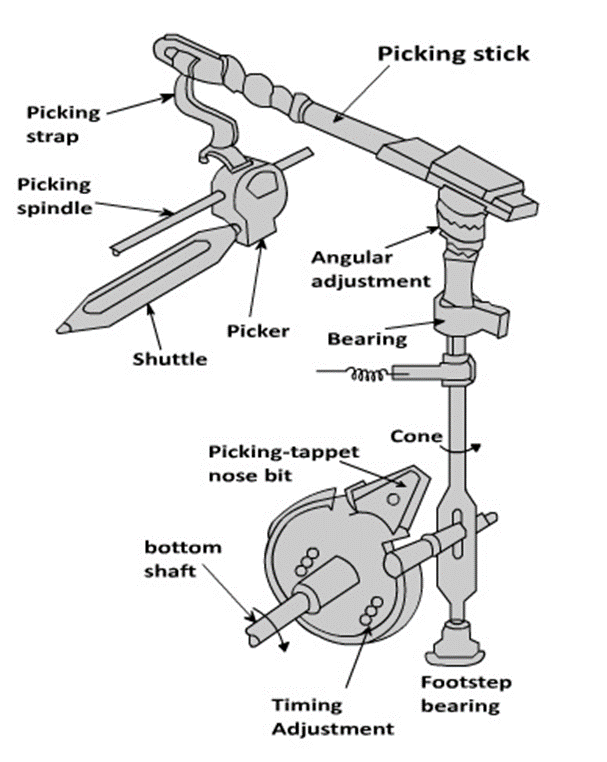 Picking stick
Picking
strap
Picking
spindle
Angular
adjustment
Picker
Bearing
Shuttle
Cone
Picking-tappet
nose bit
bottom
shaft
Footstep
bearing
Timing
Adjustment